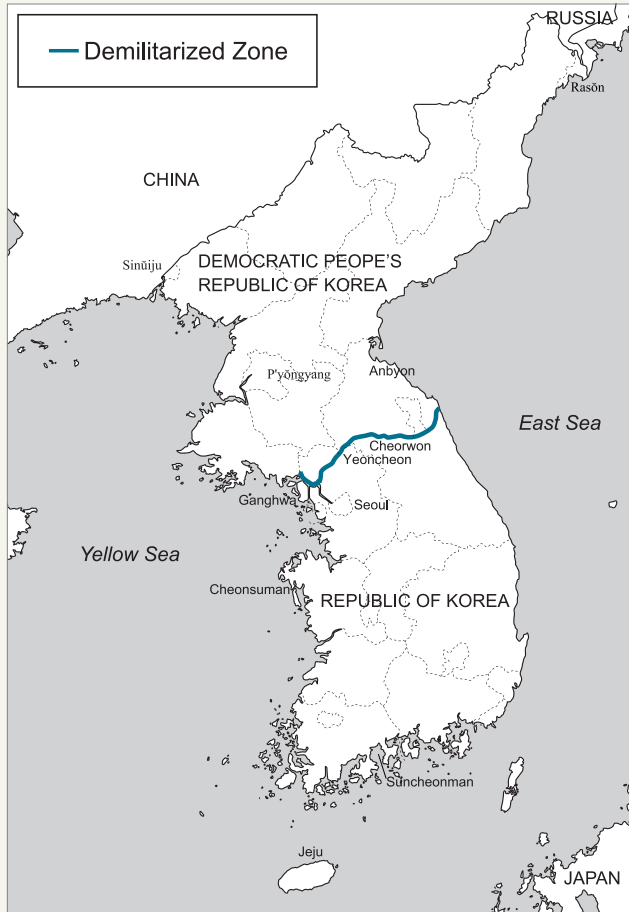 RUSSIA
Demilitarized Zone
Rasŏn
CHINA
Sinŭiju
DEMOCRATIC PEOPE'S
REPUBLIC OF KOREA
P'yŏngyang
Anbyon
East Sea
Cheorwon
Yeoncheon
Ganghwa
Seoul
Yellow Sea
Cheonsuman
REPUBLIC OF KOREA
Suncheonman
Jeju
JAPAN